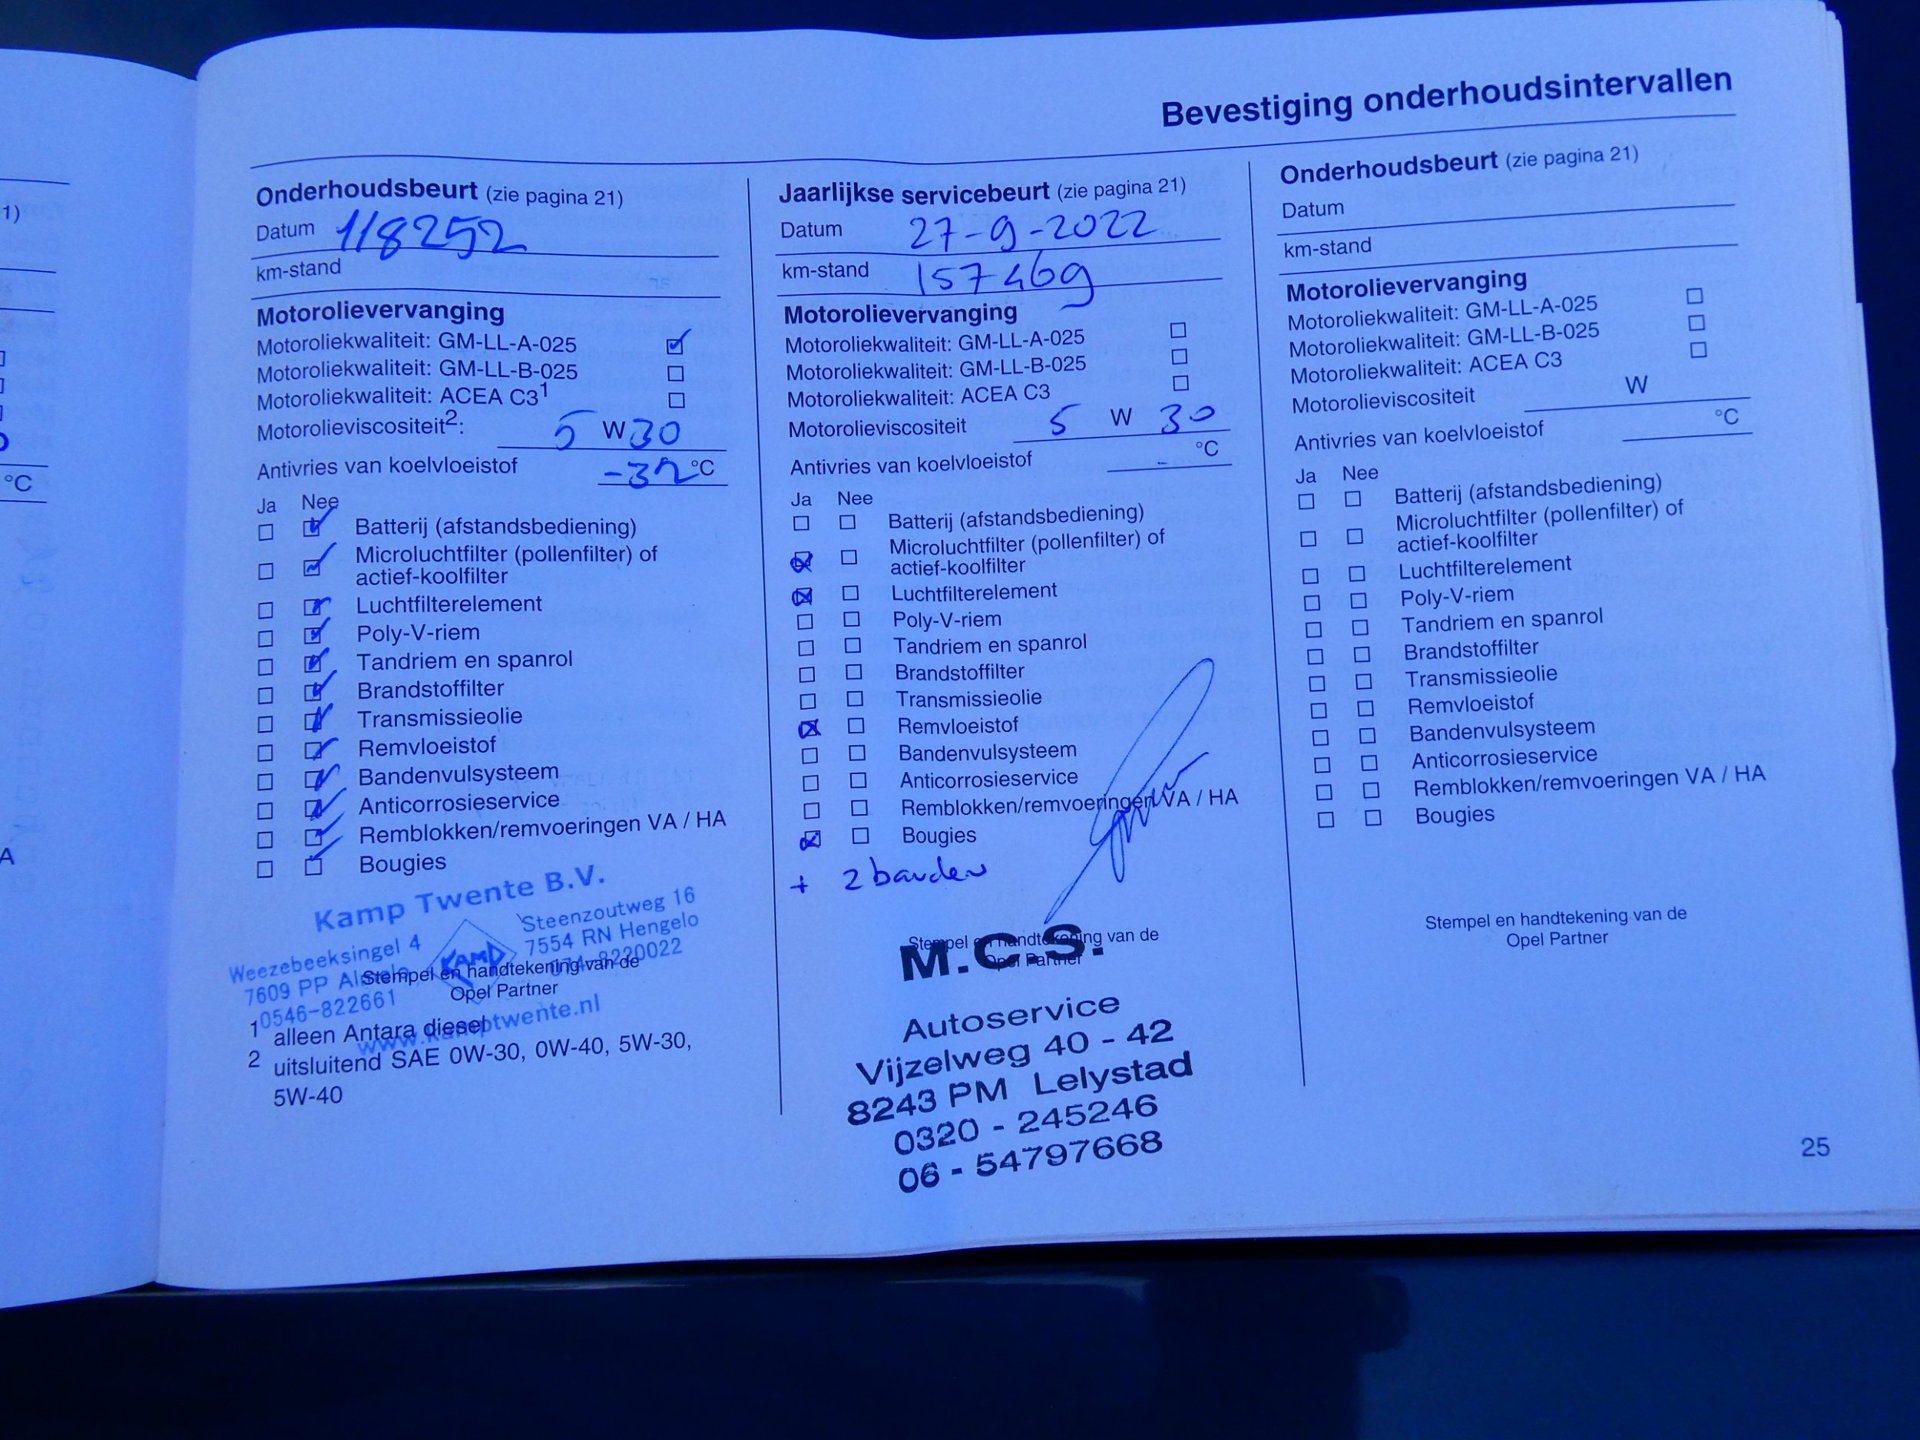 Bevestiging onderhoudsintervallen
Onderhoudsbeurt (zie pagina 21)
Datum 118252
km-stand
Motorolievervanging
Motoroliekwaliteit: GM-LL-A-025
Motoroliekwaliteit: GM-LL-B-025
Motoroliekwaliteit: ACEA C3¹
Motorolieviscositeit²: 5 W 30
Antivries van koelvloeistof -32 °C
Ja Nee
Batterij (afstandsbediening)
Microluchtfilter (pollenfilter) of
actief-koolfilter
Luchtfilterelement
Poly-V-riem
Tandriem en spanrol
Brandstoffilter
Transmissieolie
Remvloeistof
Bandenvulsysteem
Anticorrosieservice
Remblokken/remvoeringen VA / HA
Bougies
Kamp Twente B.V.
Weezebeeksingel 4
7609 PP Almelo
0546-822661
KAMP
Steenzoutweg 16
7554 RN Hengelo
074-8220022
www.kamptwente.nl
Stempel en handtekening van de
Opel Partner
1 alleen Antara diesel
2 uitsluitend SAE 0W-30, 0W-40, 5W-30,
5W-40
Jaarlijkse servicebeurt (zie pagina 21)
Datum 27-9-2022
km-stand 157469
Motorolievervanging
Motoroliekwaliteit: GM-LL-A-025
Motoroliekwaliteit: GM-LL-B-025
Motoroliekwaliteit: ACEA C3
Motorolieviscositeit 5 W 30
Antivries van koelvloeistof - °C
Ja Nee
Batterij (afstandsbediening)
Microluchtfilter (pollenfilter) of
actief-koolfilter
Luchtfilterelement
Poly-V-riem
Tandriem en spanrol
Brandstoffilter
Transmissieolie
Remvloeistof
Bandenvulsysteem
Anticorrosieservice
Remblokken/remvoeringen VA / HA
Bougies
+ 2 banden
Stempel en handtekening van de
Opel Partner
M.C.S.
Autoservice
Vijzelweg 40 - 42
8243 PM Lelystad
0320 - 245246
06 - 54797668
Onderhoudsbeurt (zie pagina 21)
Datum
km-stand
Motorolievervanging
Motoroliekwaliteit: GM-LL-A-025
Motoroliekwaliteit: GM-LL-B-025
Motoroliekwaliteit: ACEA C3
Motorolieviscositeit W
Antivries van koelvloeistof °C
Ja Nee
Batterij (afstandsbediening)
Microluchtfilter (pollenfilter) of
actief-koolfilter
Luchtfilterelement
Poly-V-riem
Tandriem en spanrol
Brandstoffilter
Transmissieolie
Remvloeistof
Bandenvulsysteem
Anticorrosieservice
Remblokken/remvoeringen VA / HA
Bougies
Stempel en handtekening van de
Opel Partner
25
1)
°C
A